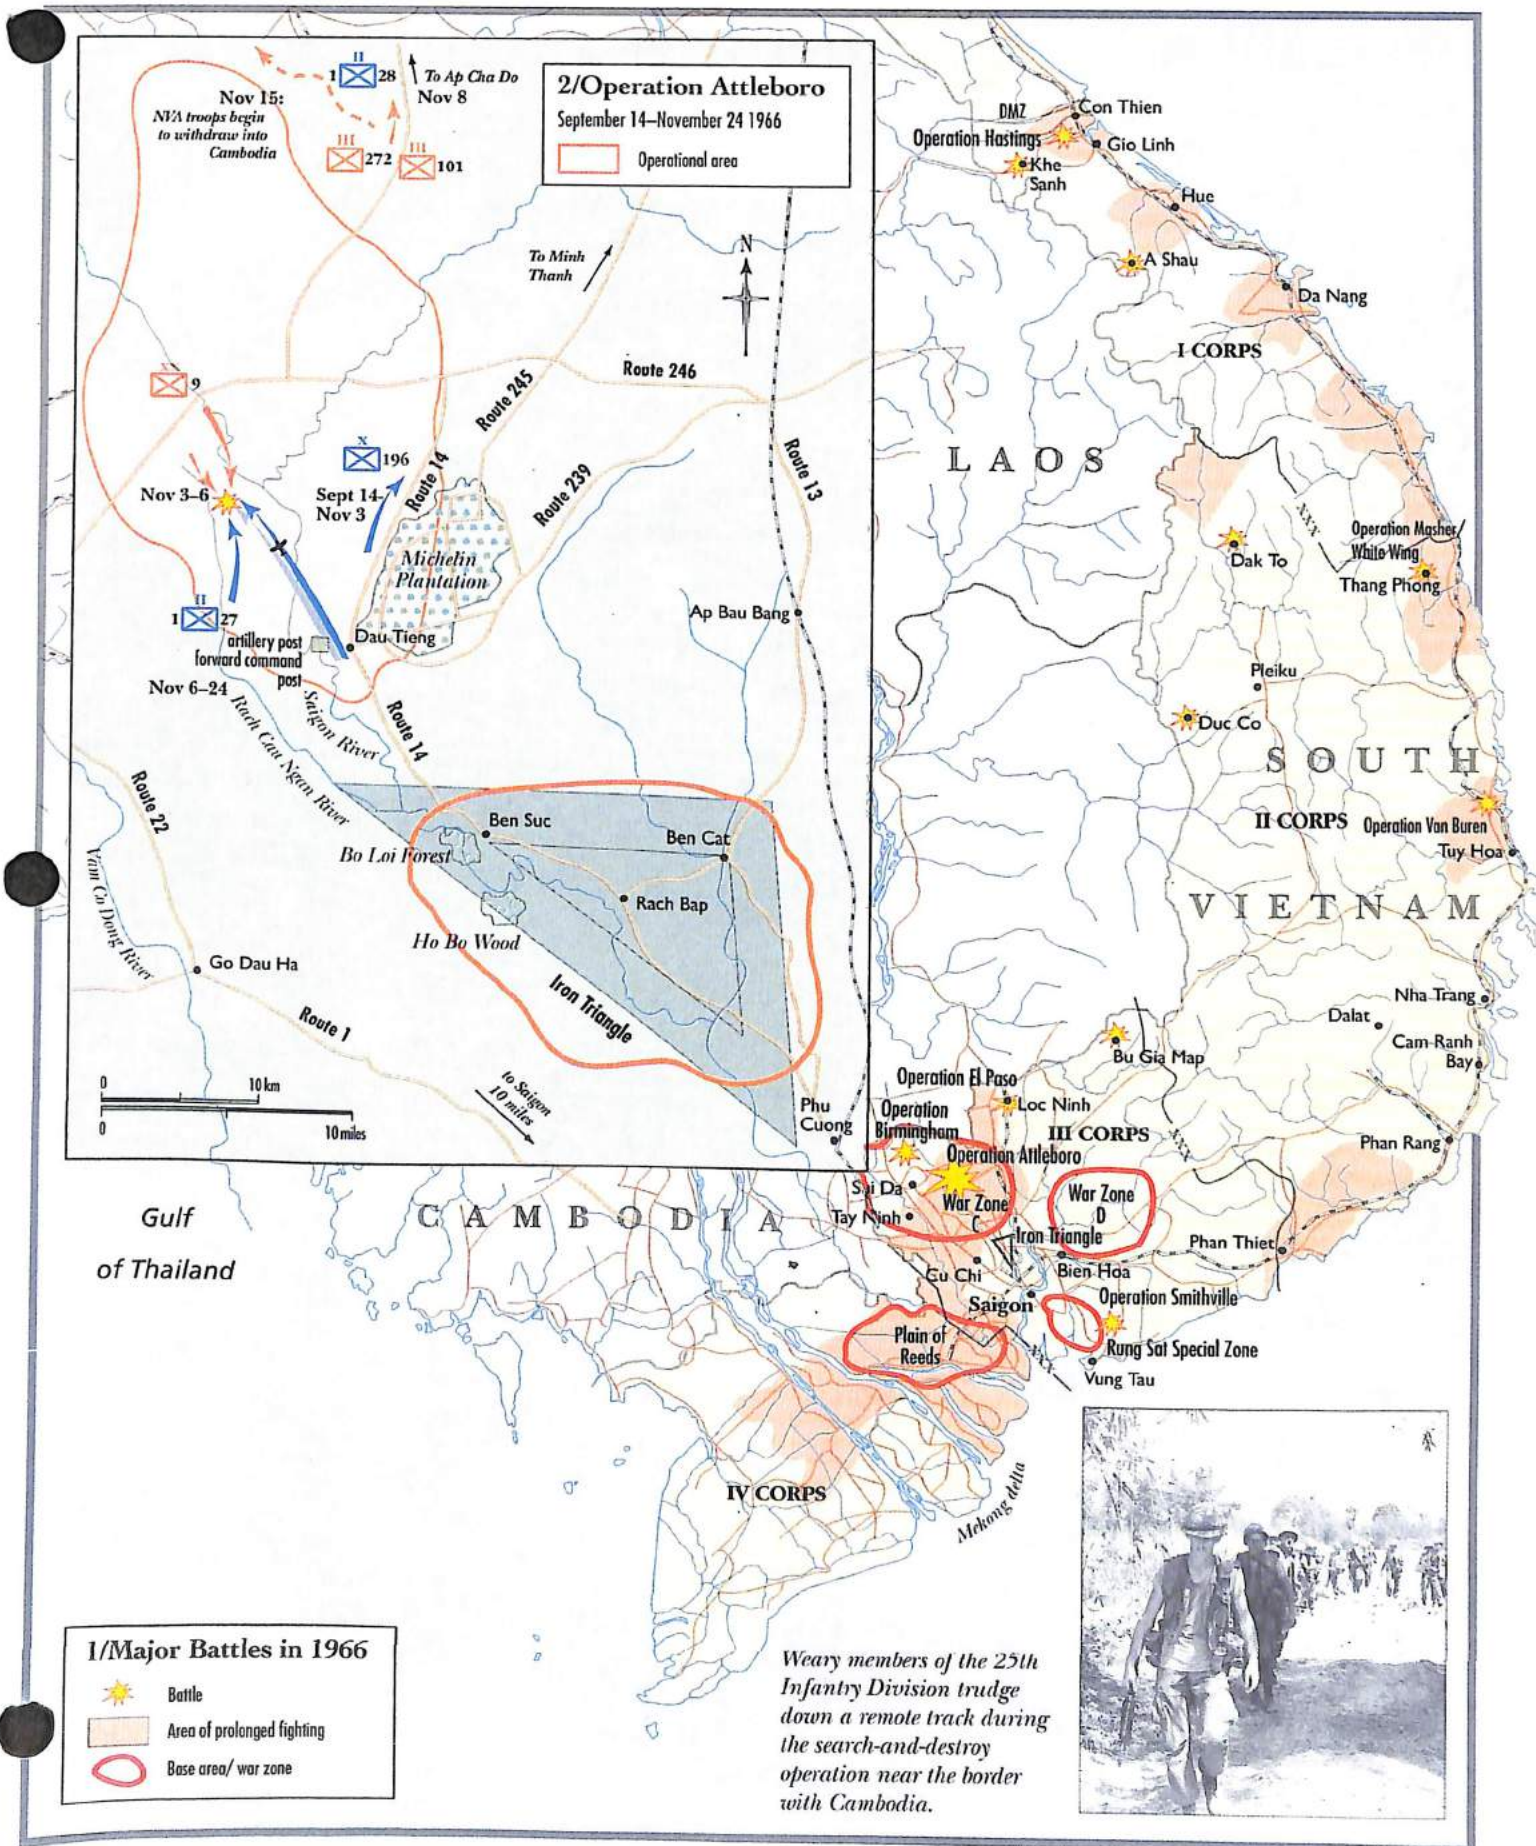 2/Operation Attleboro
September 14–November 24 1966
Operational area
II
1 28
To Ap Cha Do
Nov 8
Nov 15:
NVA troops begin
to withdraw into
Cambodia
III
272
III
101
To Minh
Thanh
N
Route 246
Route 245
Route 14
Route 239
Route 13
XX
9
X
196
Nov 3–6
Sept 14-
Nov 3
Michelin
Plantation
II
1 27
artillery post
forward command
post
Dau Tieng
Nov 6–24
Ap Bau Bang
Saigon River
Route 14
Rach Cau Ngan River
Route 22
Vam Co Dong River
Ben Suc
Ben Cat
Bo Loi Forest
Rach Bap
Ho Bo Wood
Iron Triangle
Go Dau Ha
Route 1
to Saigon
10 miles
Phu
Cuong
0 10 km
0 10 miles
DMZ
Con Thien
Operation Hastings
Gio Linh
Khe
Sanh
Hue
A Shau
Da Nang
I CORPS
LAOS
XXX
Operation Masher/
White Wing
Dak To
Thang Phong
Pleiku
Duc Co
SOUTH
II CORPS
Operation Van Buren
Tuy Hoa
VIETNAM
Nha Trang
Dalat
Cam Ranh
Bay
Bu Gia Map
Operation El Paso
Loc Ninh
Operation
Birmingham
III CORPS
XXX
Phan Rang
Operation Attleboro
Sui Da
War Zone
C
War Zone
D
Tay Ninh
Iron Triangle
Phan Thiet
Cu Chi
Bien Hoa
Saigon
Operation Smithville
Plain of
Reeds
XXX
Rung Sat Special Zone
Vung Tau
CAMBODIA
Gulf
of Thailand
IV CORPS
Mekong delta
1/Major Battles in 1966
Battle
Area of prolonged fighting
Base area/ war zone
Weary members of the 25th
Infantry Division trudge
down a remote track during
the search-and-destroy
operation near the border
with Cambodia.